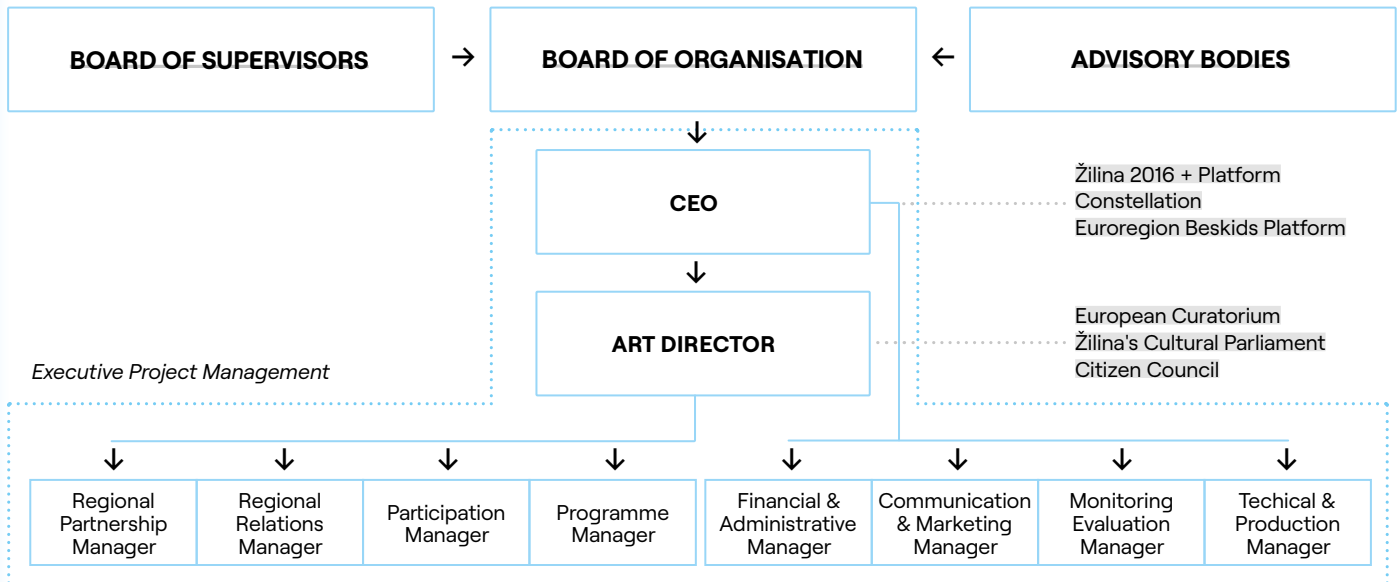 BOARD OF SUPERVISORS
BOARD OF ORGANISATION
ADVISORY BODIES
CEO
Žilina 2016 + Platform
Constellation
Euroregion Beskids Platform
ART DIRECTOR
European Curatorium
Žilina's Cultural Parliament
Citizen Council
Executive Project Management
Regional
Partnership
Manager
Regional
Relations
Manager
Participation
Manager
Programme
Manager
Financial &
Administrative
Manager
Communication
& Marketing
Manager
Monitoring
Evaluation
Manager
Techical &
Production
Manager